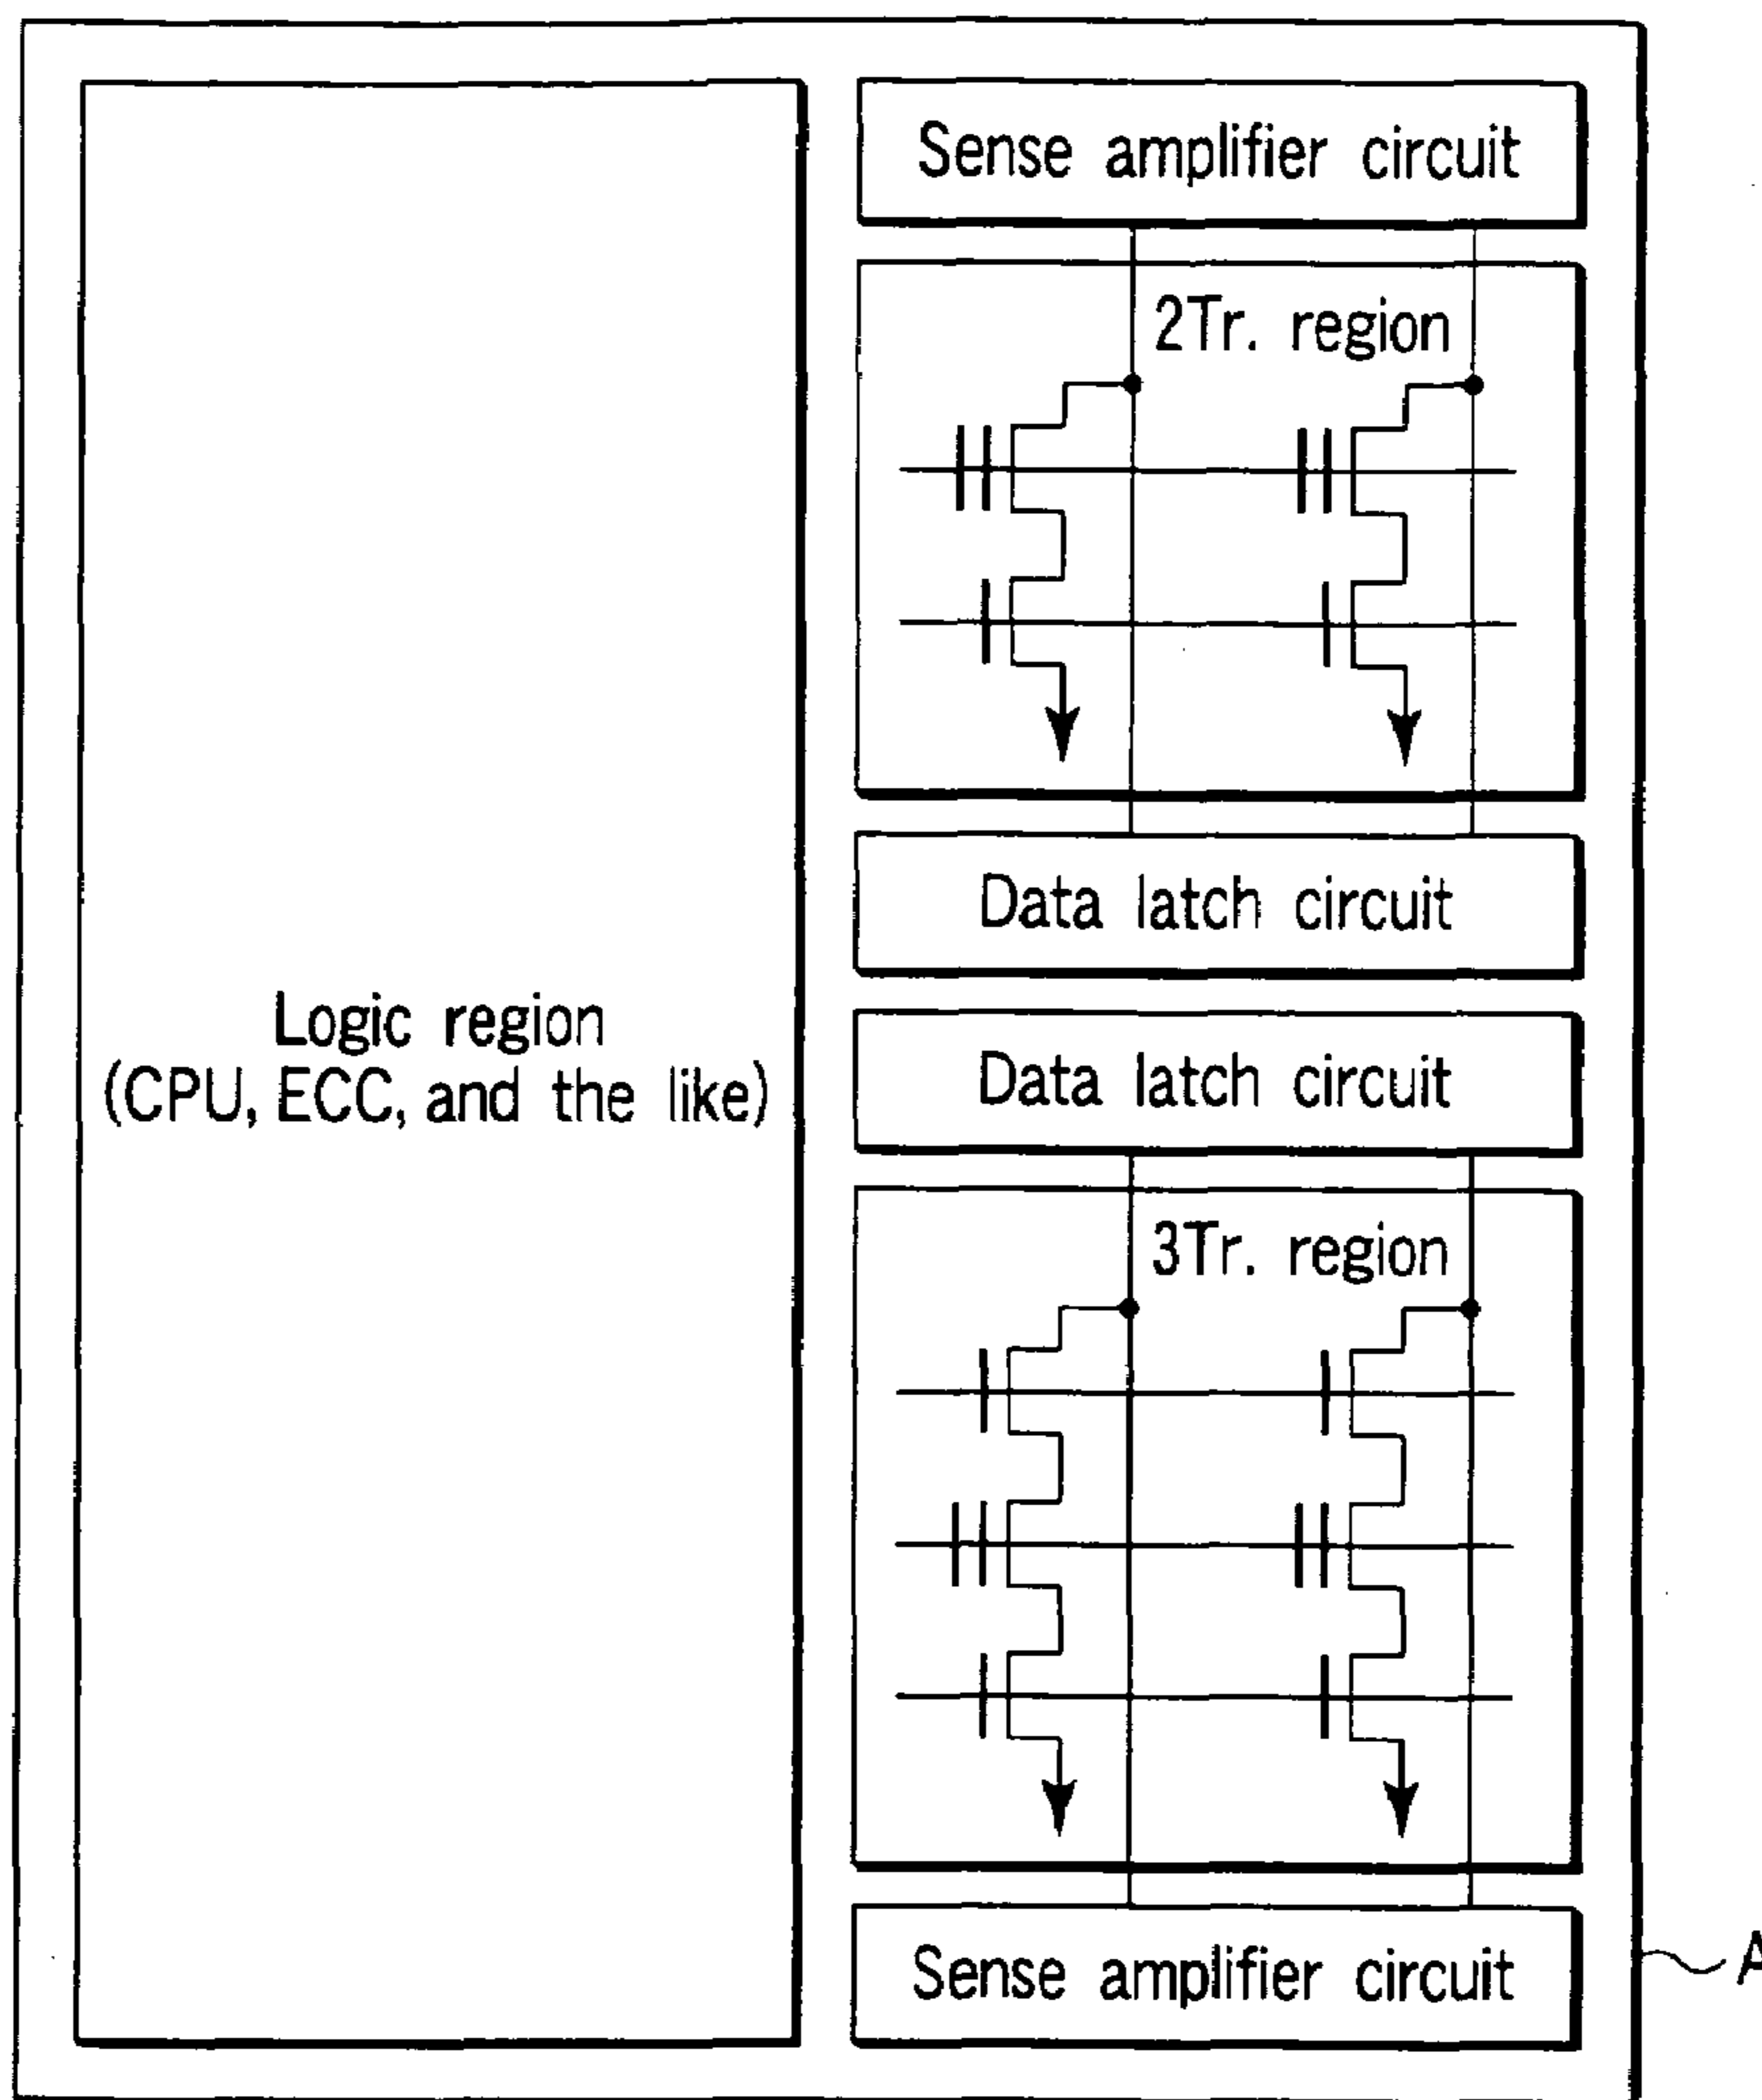 Sense amplifier circuit
2Tr. region
Data latch circuit
Logic region
(CPU, ECC, and the like)
Data latch circuit
3Tr. region
Sense amplifier circuit
A